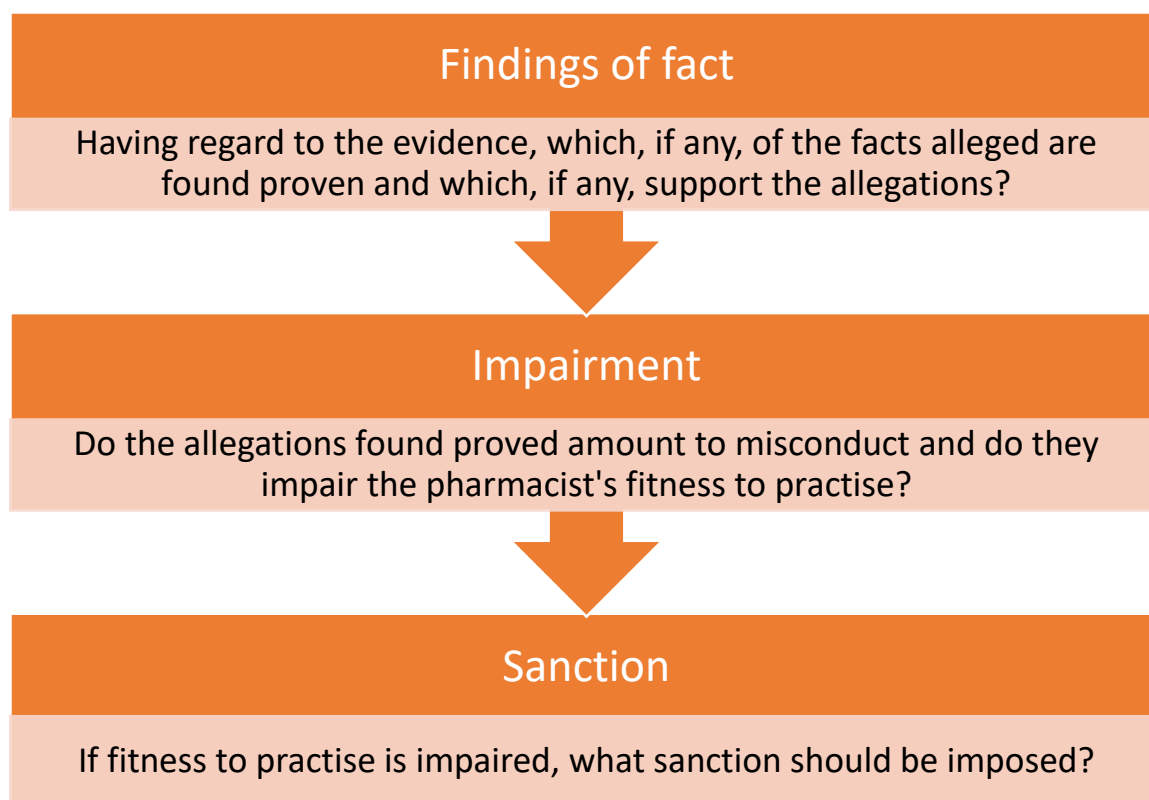 Findings of fact
Having regard to the evidence, which, if any, of the facts alleged are
found proven and which, if any, support the allegations?
Impairment
Do the allegations found proved amount to misconduct and do they
impair the pharmacist's fitness to practise?
Sanction
If fitness to practise is impaired, what sanction should be imposed?